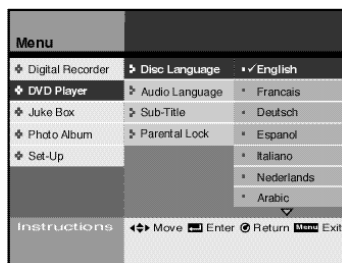 Menu
Digital Recorder
DVD Player
Juke Box
Photo Album
Set-Up
Disc Language
Audio Language
Sub-Title
Parental Lock
English
Francais
Deutsch
Espanol
Italiano
Nederlands
Arabic
Instructions Move Enter Return Menu Exit